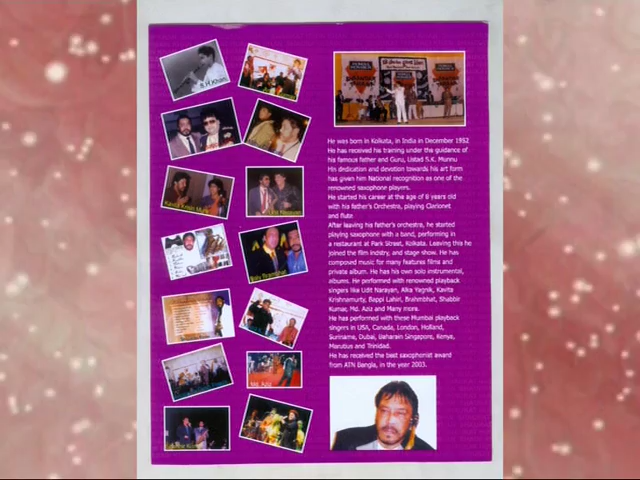 S.H.Khan
He was born in Kolkata, in India in December 1952
He has received his training under the guidance of
his famous father and Guru, Ustad S.K. Munnu
His dedication and devotion towards his art form
has given him National recognition as one of the
renowned saxophone players.
He started his career at the age of 8 years old
with his father's Orchestra, playing Clarionet
and flute
After leaving his father's orchestra, he started
playing saxophone with a band, performing in
a restaurant at Park Street, Kolkata. Leaving this he
joined the film indstry, and stage show. He has
composed music for many features films and
private album. He has his own solo instrumental,
albums. He performed with renowned playback
singers like Udit Narayan, Alka Yagnik, Kavita
Krishnamurty, Bappi Lahiri, Brahmbhat, Shabbir
Kumar, Md. Aziz and Many more.
He has performed with these Mumbai playback
singers in USA, Canada, London, Holland,
Suriname, Dubai, Baharain Singapore, Kenya,
Marutius and Trinidad.
He has received the best saxophonist award
from ATN Bangla, in the year 2003.
Md. Aziz